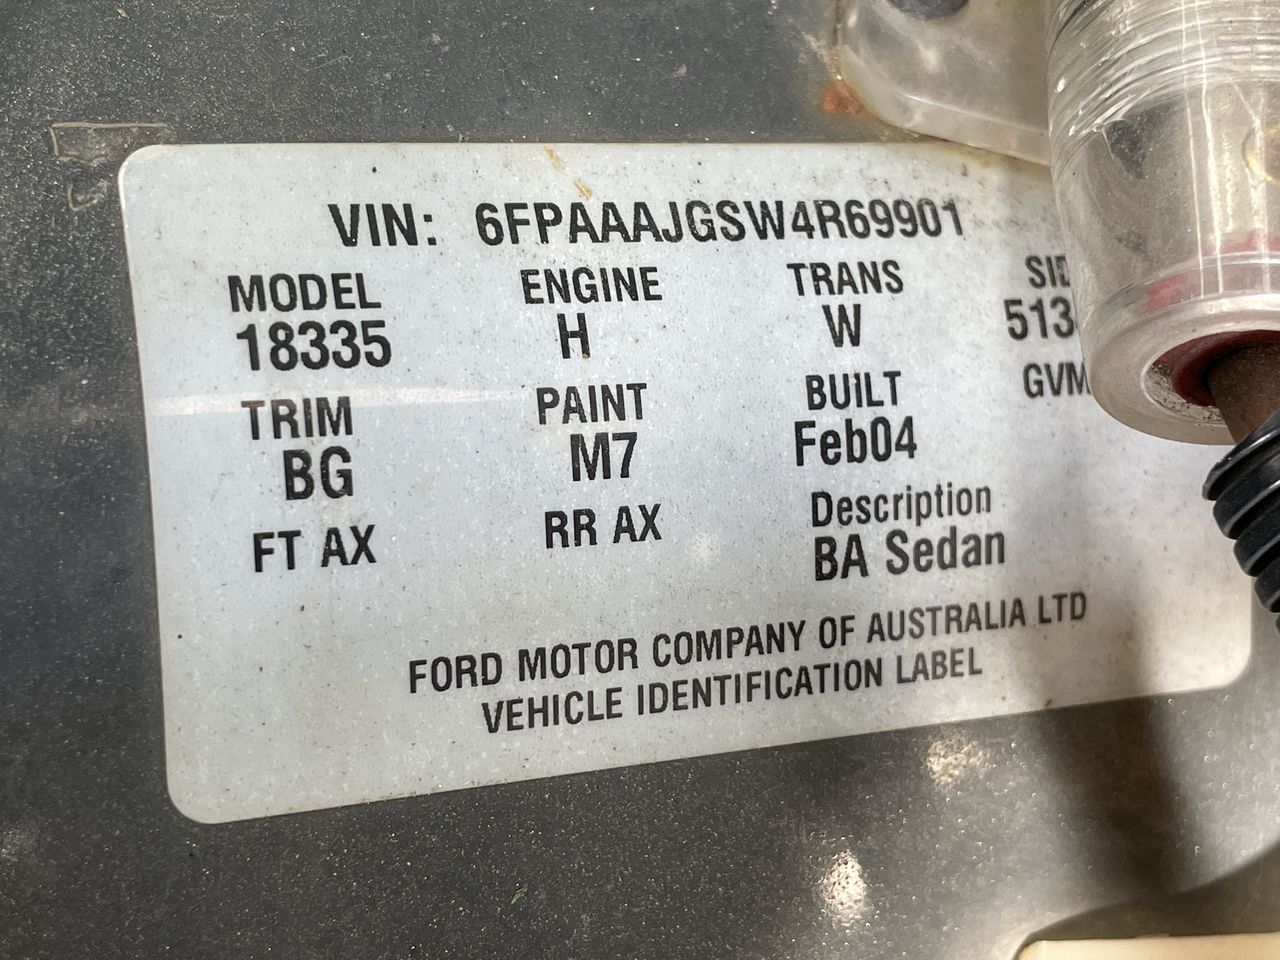 VIN: 6FPAAAJGSW4R69901
MODEL ENGINE TRANS
18335 H W
TRIM PAINT BUILT GVM
BG M7 Feb04
FT AX RR AX Description
BA Sedan
FORD MOTOR COMPANY OF AUSTRALIA LTD
VEHICLE IDENTIFICATION LABEL